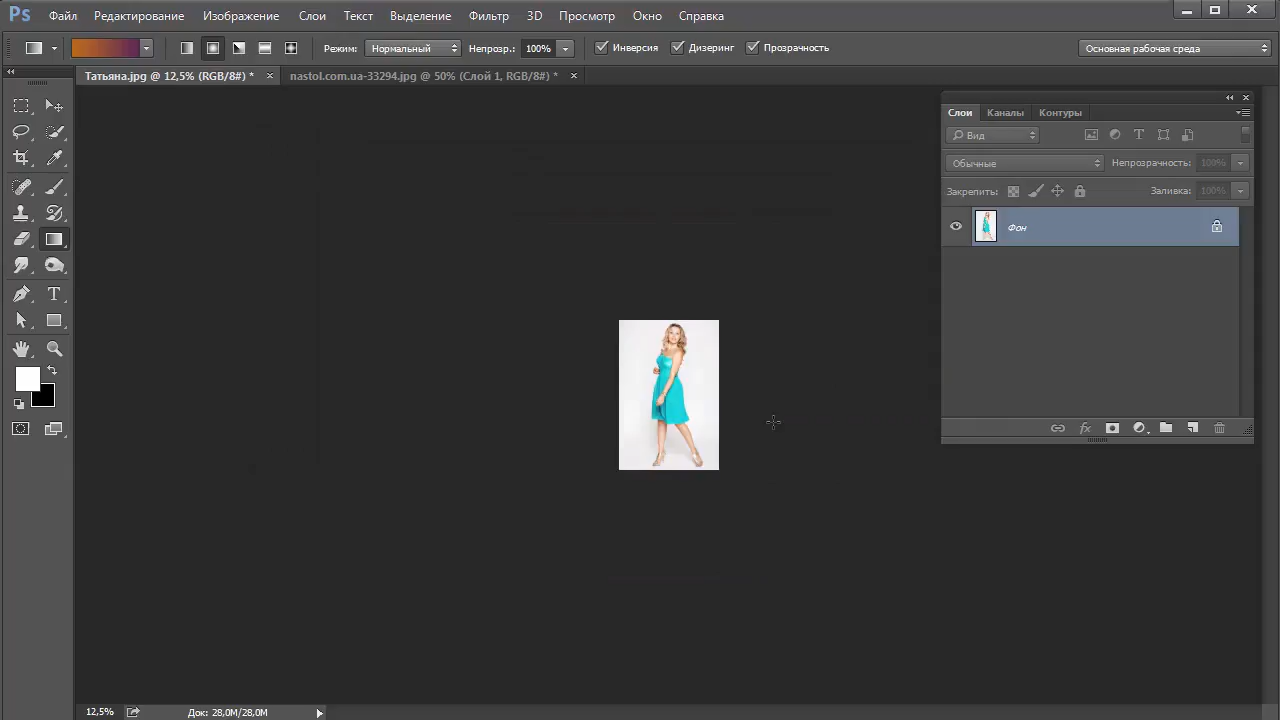 Ps Файл Редактирование Изображение Слои Текст Выделение Фильтр 3D Просмотр Окно Справка
Режим: Нормальный Непрозр.: 100% Инверсия Дизеринг Прозрачность Основная рабочая среда
Татьяна.jpg @ 12,5% (RGB/8#) * × nastol.com.ua-33294.jpg @ 50% (Слой 1, RGB/8#) * ×
Слои Каналы Контуры
Вид
Обычные Непрозрачность: 100%
Закрепить: Заливка: 100%
Фон
12,5% Док: 28,0M/28,0M